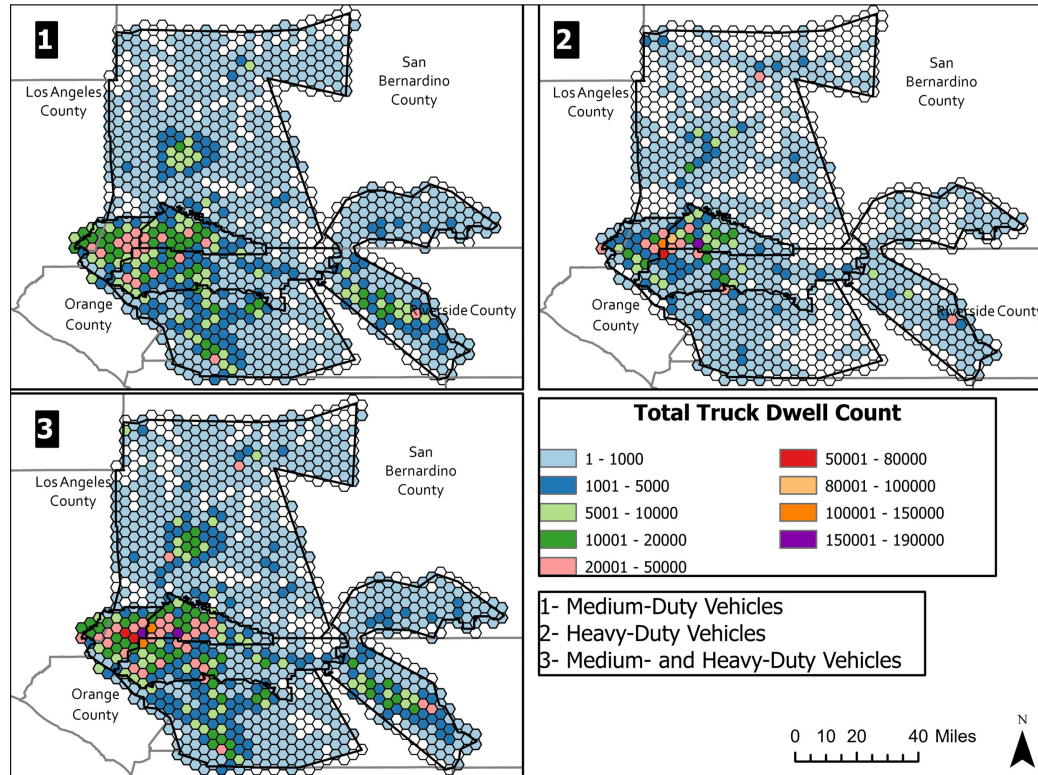 1
San
Bernardino
County
Los Angeles
County
Orange
County
Riverside County
2
San
Bernardino
County
Los Angeles
County
Orange
County
Riverside County
3
San
Bernardino
County
Los Angeles
County
Orange
County
Total Truck Dwell Count
1 - 1000
1001 - 5000
5001 - 10000
10001 - 20000
20001 - 50000
50001 - 80000
80001 - 100000
100001 - 150000
150001 - 190000
1- Medium-Duty Vehicles
2- Heavy-Duty Vehicles
3- Medium- and Heavy-Duty Vehicles
N
0 10 20 40 Miles